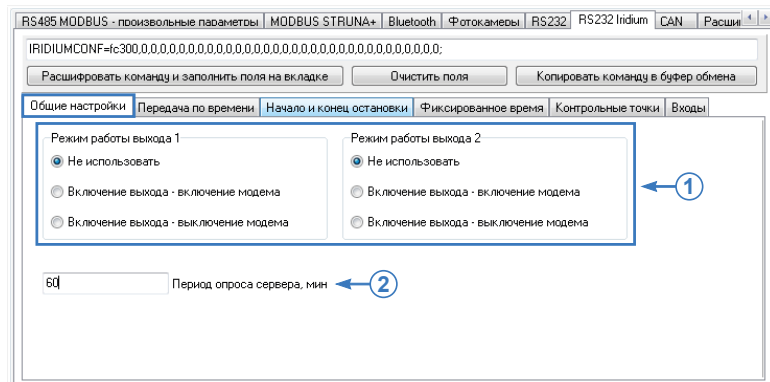 RS485 MODBUS - произвольные параметры MODBUS STRUNA+ Bluetooth Фотокамеры RS232 RS232 Iridium CAN
IRIDIUMCONF=fc300,0,0,0,0,0,0,0,0,0,0,0,0,0,0,0,0,0,0,0,0,0,0,0,0,0,0,0,0,0,0,0,0,0,0,0;
Расшифровать команду и заполнить поля на вкладке Очистить поля Копировать команду в буфер обмена
Общие настройки Передача по времени Начало и конец остановки Фиксированное время Контрольные точки Входы
Режим работы выхода 1 Режим работы выхода 2
Не использовать Не использовать
Включение выхода - включение модема Включение выхода - включение модема
1
Включение выхода - выключение модема Включение выхода - выключение модема
60 Период опроса сервера, мин 2